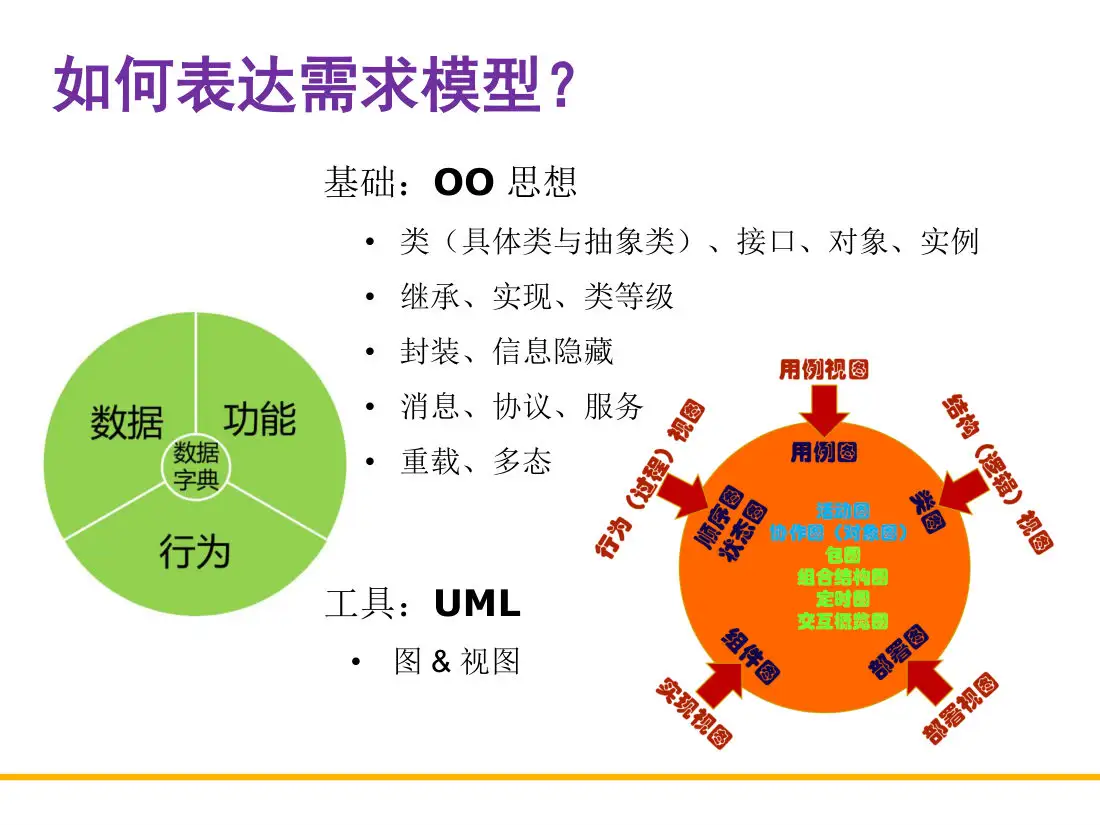 如何表达需求模型？
基础：OO 思想
• 类（具体类与抽象类）、接口、对象、实例
• 继承、实现、类等级
• 封装、信息隐藏
• 消息、协议、服务
• 重载、多态
数据
功能
数据
字典
行为
工具：UML
• 图 & 视图
用例视图
行为（过程）视图
结构（逻辑）视图
用例图
顺序图
状态图
类图
活动图
协作图（对象图）
包图
组合结构图
定时图
交互概览图
组件图
部署图
实现视图
部署视图